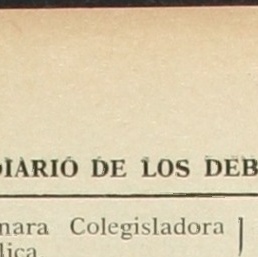 DIARIO DE LOS DEB
nara Colegisladora
lica